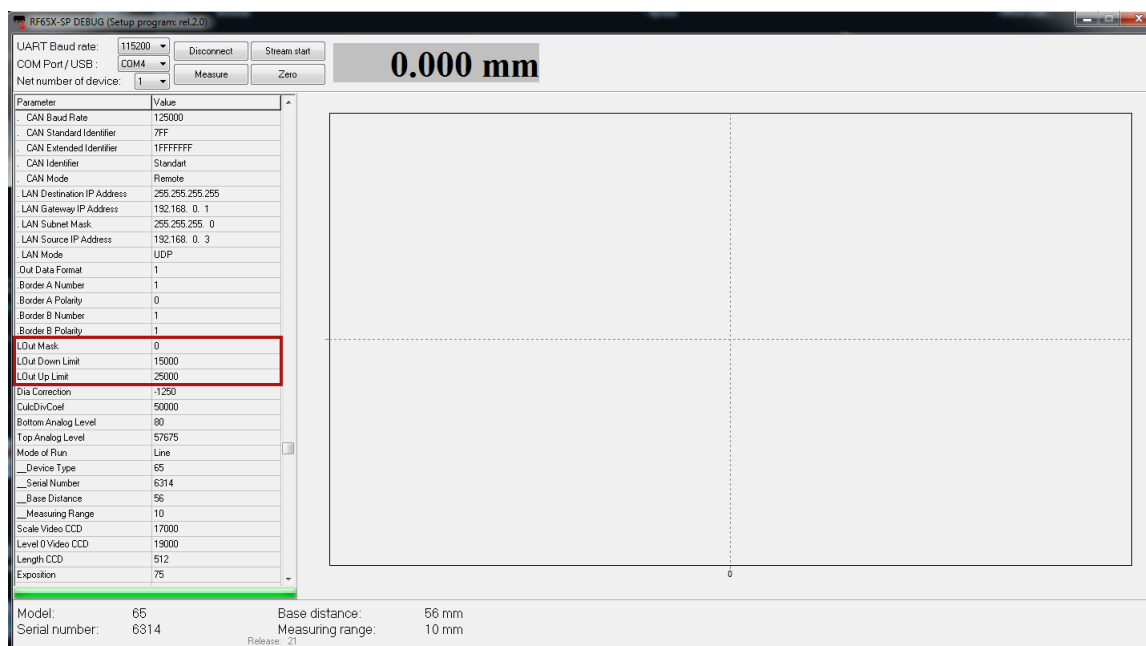 RF65X-SP DEBUG (Setup program: rel.2.0)
UART Baud rate: 115200 Disconnect Stream start
COM Port / USB : COM4
Net number of device: 1 Measure Zero
0.000 mm
Parameter Value
. CAN Baud Rate 125000
. CAN Standard Identifier 7FF
. CAN Extended Identifier 1FFFFFFF
. CAN Identifier Standart
. CAN Mode Remote
. LAN Destination IP Address 255.255.255.255
. LAN Gateway IP Address 192.168. 0. 1
. LAN Subnet Mask 255.255.255. 0
. LAN Source IP Address 192.168. 0. 3
. LAN Mode UDP
.Out Data Format 1
.Border A Number 1
.Border A Polarity 0
.Border B Number 1
.Border B Polarity 1
LOut Mask 0
LOut Down Limit 15000
LOut Up Limit 25000
Dia Correction -1250
CulcDivCoef 50000
Bottom Analog Level 80
Top Analog Level 57675
Mode of Run Line
__Device Type 65
__Serial Number 6314
__Base Distance 56
__Measuring Range 10
Scale Video CCD 17000
Level 0 Video CCD 19000
Length CCD 512
Exposition 75
0
Model: 65 Base distance: 56 mm
Serial number: 6314 Measuring range: 10 mm
Release: 21